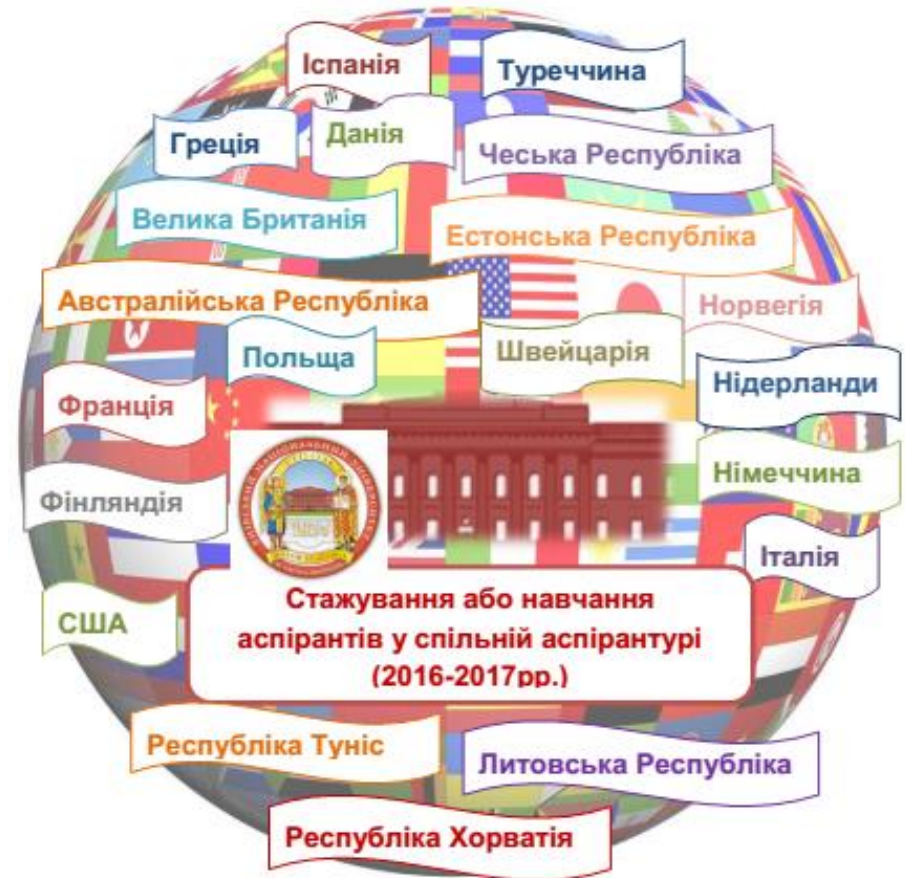 Іспанія
Туреччина
Греція
Данія
Чеська Республіка
Велика Британія
Естонська Республіка
Австралійська Республіка
Норвегія
Польща
Швейцарія
Нідерланди
Франція
Німеччина
Фінляндія
Італія
США
Стажування або навчання
аспірантів у спільній аспірантурі
(2016-2017рр.)
Республіка Туніс
Литовська Республіка
Республіка Хорватія